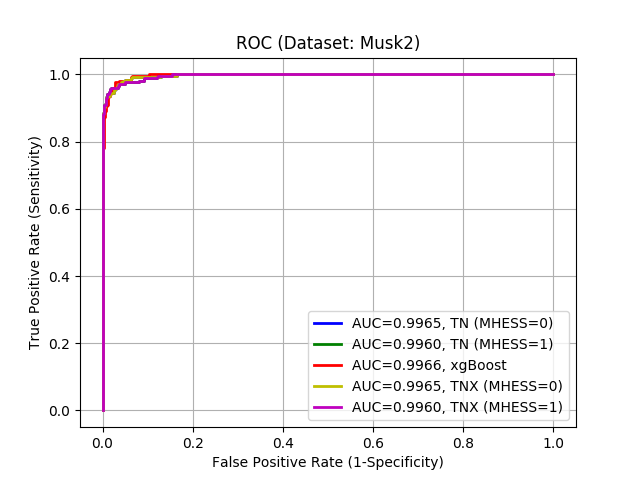 ROC (Dataset: Musk2)
True Positive Rate (Sensitivity)
1.0
0.8
0.6
0.4
0.2
0.0
AUC=0.9965, TN (MHESS=0)
AUC=0.9960, TN (MHESS=1)
AUC=0.9966, xgBoost
AUC=0.9965, TNX (MHESS=0)
AUC=0.9960, TNX (MHESS=1)
0.0 0.2 0.4 0.6 0.8 1.0
False Positive Rate (1-Specificity)